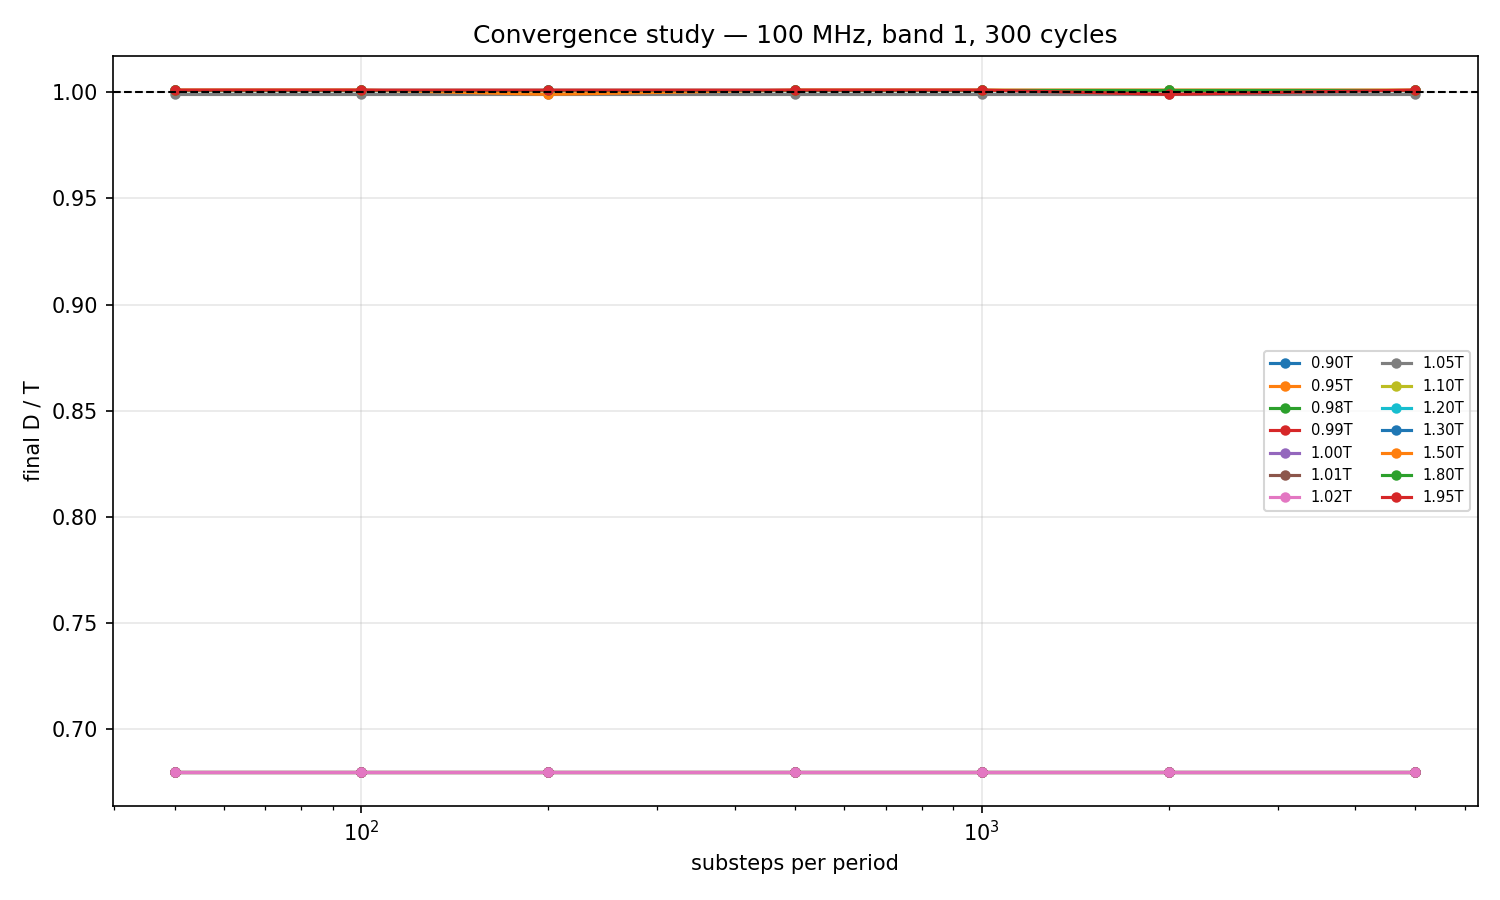 Convergence study — 100 MHz, band 1, 300 cycles
final D / T
1.00
0.95
0.90
0.85
0.80
0.75
0.70
0.90T 1.05T
0.95T 1.10T
0.98T 1.20T
0.99T 1.30T
1.00T 1.50T
1.01T 1.80T
1.02T 1.95T
10² 10³
substeps per period